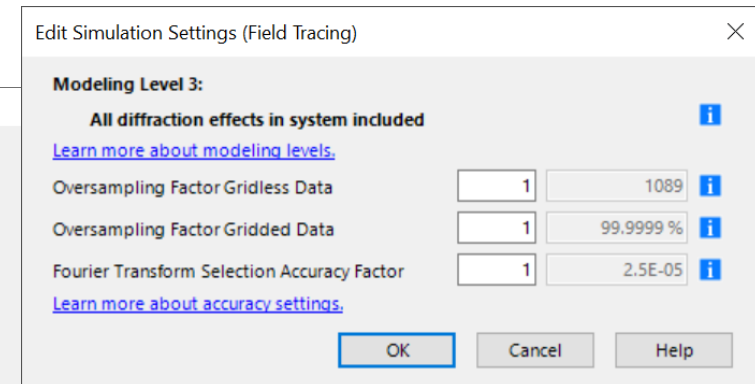 Edit Simulation Settings (Field Tracing)
Modeling Level 3:
All diffraction effects in system included
Learn more about modeling levels.
Oversampling Factor Gridless Data 1 1089
Oversampling Factor Gridded Data 1 99.9999 %
Fourier Transform Selection Accuracy Factor 1 2.5E-05
Learn more about accuracy settings.
OK Cancel Help